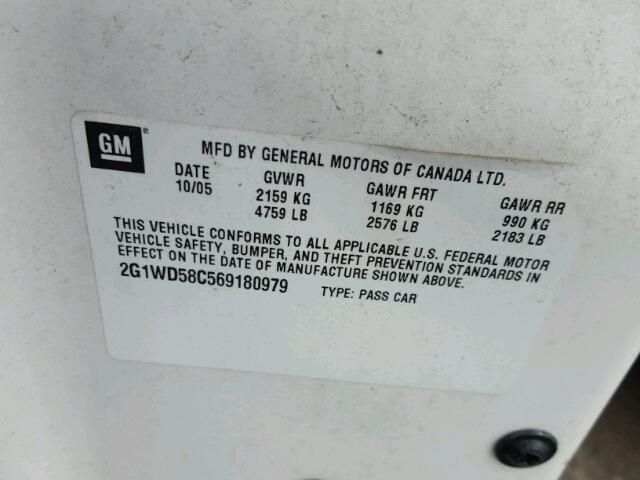 GM®
MFD BY GENERAL MOTORS OF CANADA LTD.
DATE GVWR GAWR FRT GAWR RR
10/05 2159 KG 1169 KG 990 KG
4759 LB 2576 LB 2183 LB
THIS VEHICLE CONFORMS TO ALL APPLICABLE U.S. FEDERAL MOTOR
VEHICLE SAFETY, BUMPER, AND THEFT PREVENTION STANDARDS IN
EFFECT ON THE DATE OF MANUFACTURE SHOWN ABOVE.
2G1WD58C569180979 TYPE: PASS CAR